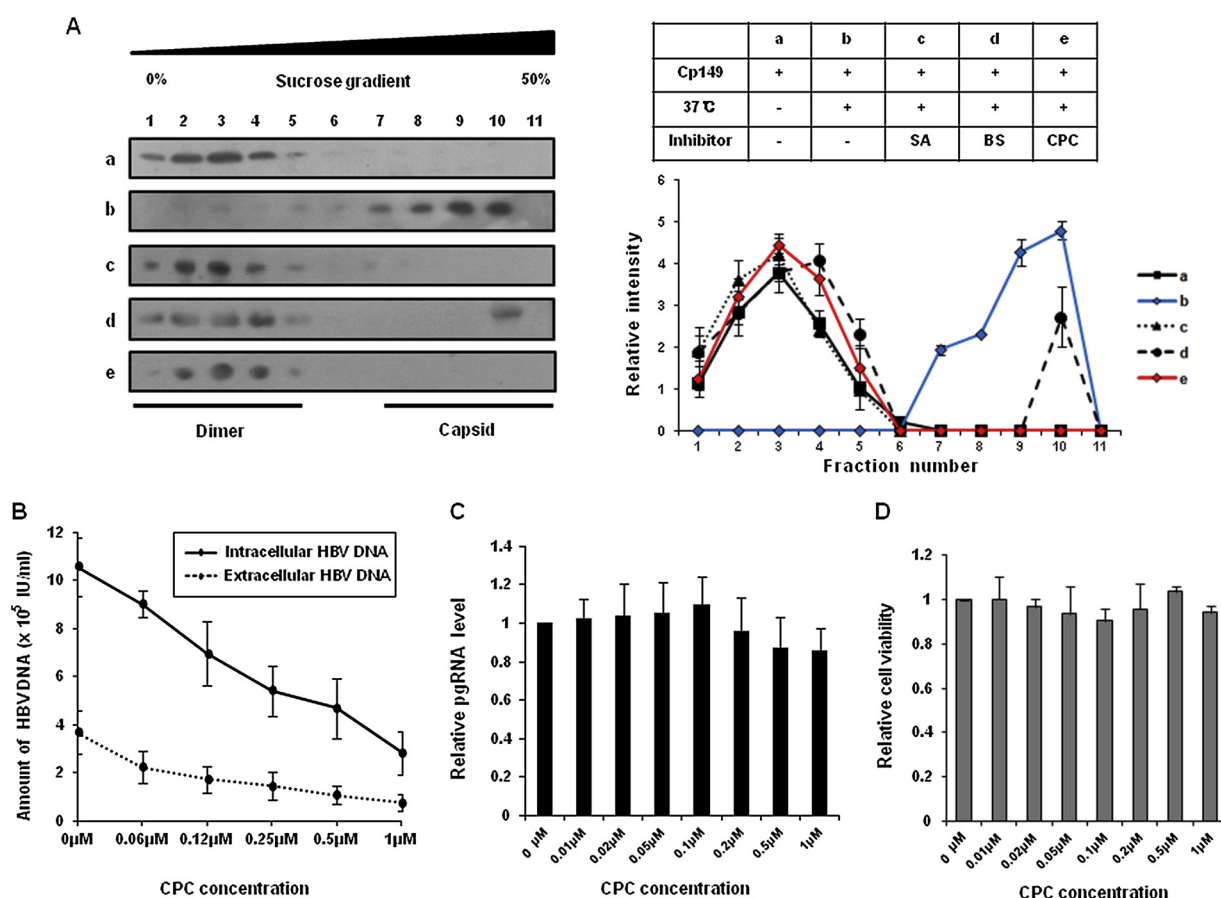 A
0% Sucrose gradient 50%
1 2 3 4 5 6 7 8 9 10 11
a
b
c
d
e
Dimer Capsid
a b c d e
Cp149 + + + + +
37℃ - + + + +
Inhibitor - - SA BS CPC
Relative intensity
6
5
4
3
2
1
0
1 2 3 4 5 6 7 8 9 10 11
Fraction number
a
b
c
d
e
B
Amount of HBV DNA (x 10⁵ IU/ml)
12
10
8
6
4
2
0
Intracellular HBV DNA
Extracellular HBV DNA
0µM 0.06µM 0.12µM 0.25µM 0.5µM 1µM
CPC concentration
C
Relative pgRNA level
1.4
1.2
1
0.8
0.6
0.4
0.2
0
0 µM 0.01µM 0.02µM 0.05µM 0.1µM 0.2µM 0.5µM 1µM
CPC concentration
D
Relative cell viability
1.2
1
0.8
0.6
0.4
0.2
0
0 µM 0.01µM 0.02µM 0.05µM 0.1µM 0.2µM 0.5µM 1µM
CPC concentration